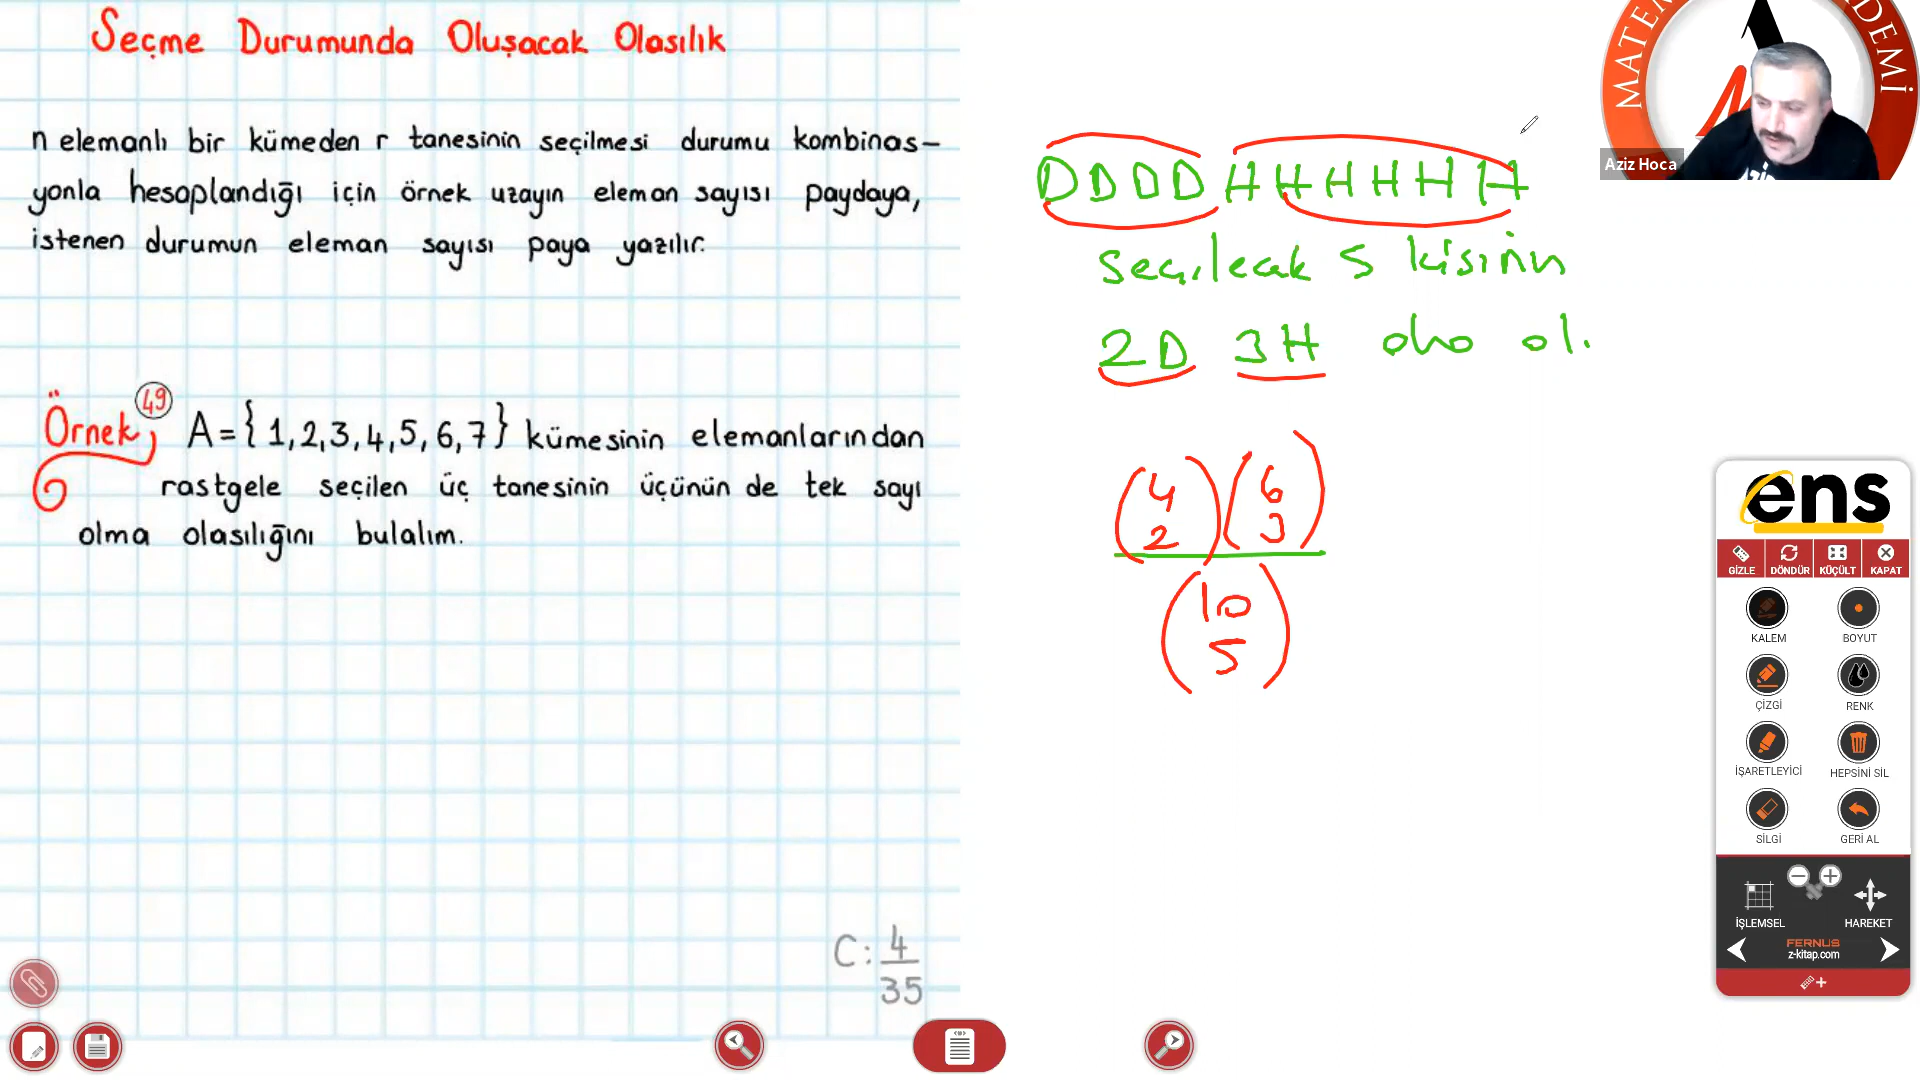 Seçme Durumunda Oluşacak Olasılık
n elemanlı bir kümeden r tanesinin seçilmesi durumu kombinas-
yonla hesaplandığı için örnek uzayın eleman sayısı paydaya,
istenen durumun eleman sayısı paya yazılır.
Örnek 49 A={1,2,3,4,5,6,7} kümesinin elemanlarından
rastgele seçilen üç tanesinin üçünün de tek sayı
olma olasılığını bulalım.
C: 4/35
DDDDHHHHHH
seçılecek 5 kişinin
2D 3H olma ol.
(4 2)(6 3)
(10 5)
Aziz Hoca
ens
GİZLE DÖNDÜR KÜÇÜLT KAPAT
KALEM BOYUT
ÇİZGİ RENK
İŞARETLEYİCİ HEPSİNİ SİL
SİLGİ GERİ AL
İŞLEMSEL HAREKET
FERNUS
z-kitap.com